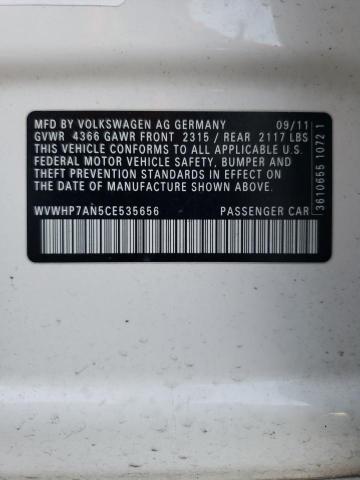 MFD BY VOLKSWAGEN AG GERMANY 09/11
GVWR 4366 GAWR FRONT 2315 / REAR 2117 LBS
THIS VEHICLE CONFORMS TO ALL APPLICABLE U.S.
FEDERAL MOTOR VEHICLE SAFETY, BUMPER AND
THEFT PREVENTION STANDARDS IN EFFECT ON THE
DATE OF MANUFACTURE SHOWN ABOVE.
WVWHP7AN5CE535656 PASSENGER CAR
3610655 1072 1